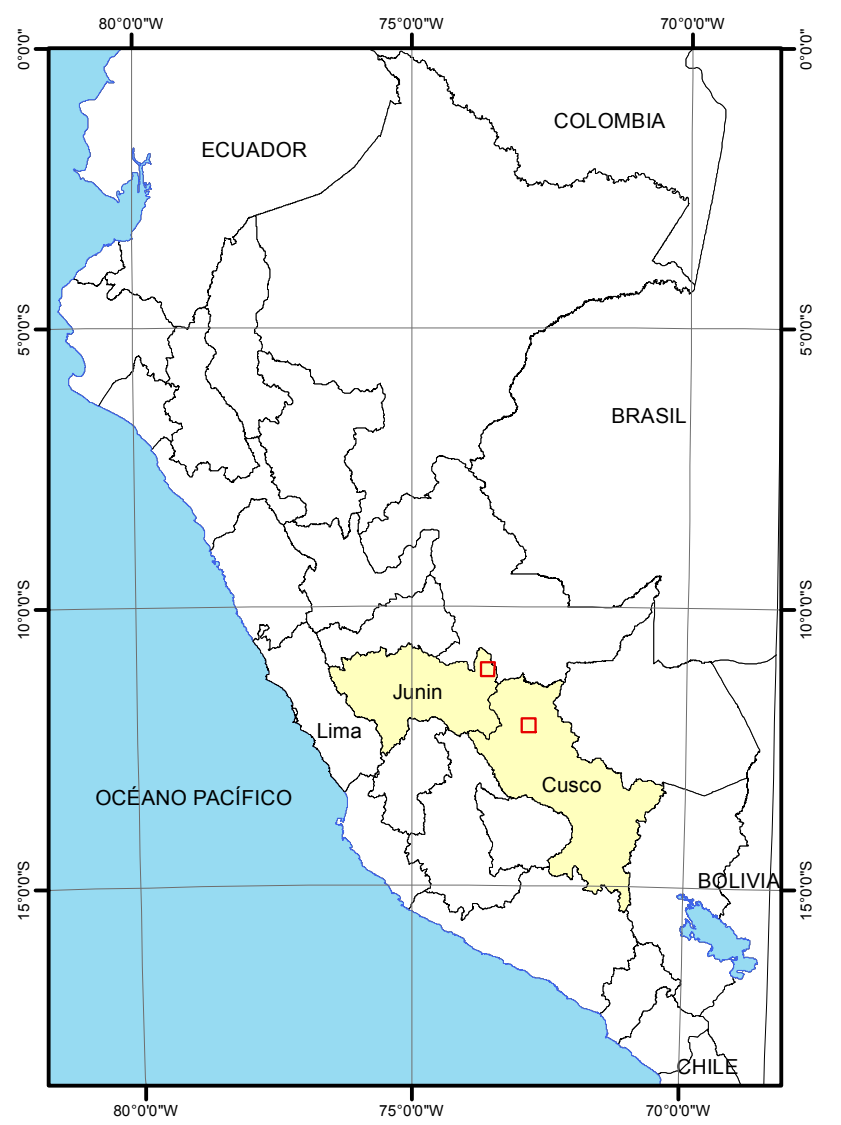 80°0'0"W
75°0'0"W
70°0'0"W
0°0'0"
0°0'0"
COLOMBIA
ECUADOR
5°0'0"S
5°0'0"S
BRASIL
10°0'0"S
10°0'0"S
Junin
Lima
Cusco
OCÉANO PACÍFICO
15°0'0"S
15°0'0"S
BOLIVIA
CHILE
80°0'0"W
75°0'0"W
70°0'0"W